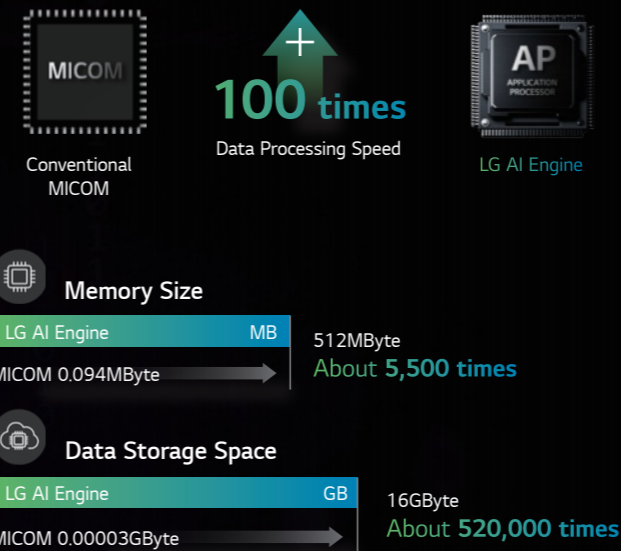 MICOM
+
100 times
Data Processing Speed
AP
APPLICATION
PROCESSOR
Conventional
MICOM
LG AI Engine
Memory Size
LG AI Engine MB
MICOM 0.094MByte
512MByte
About 5,500 times
Data Storage Space
LG AI Engine GB
MICOM 0.00003GByte
16GByte
About 520,000 times